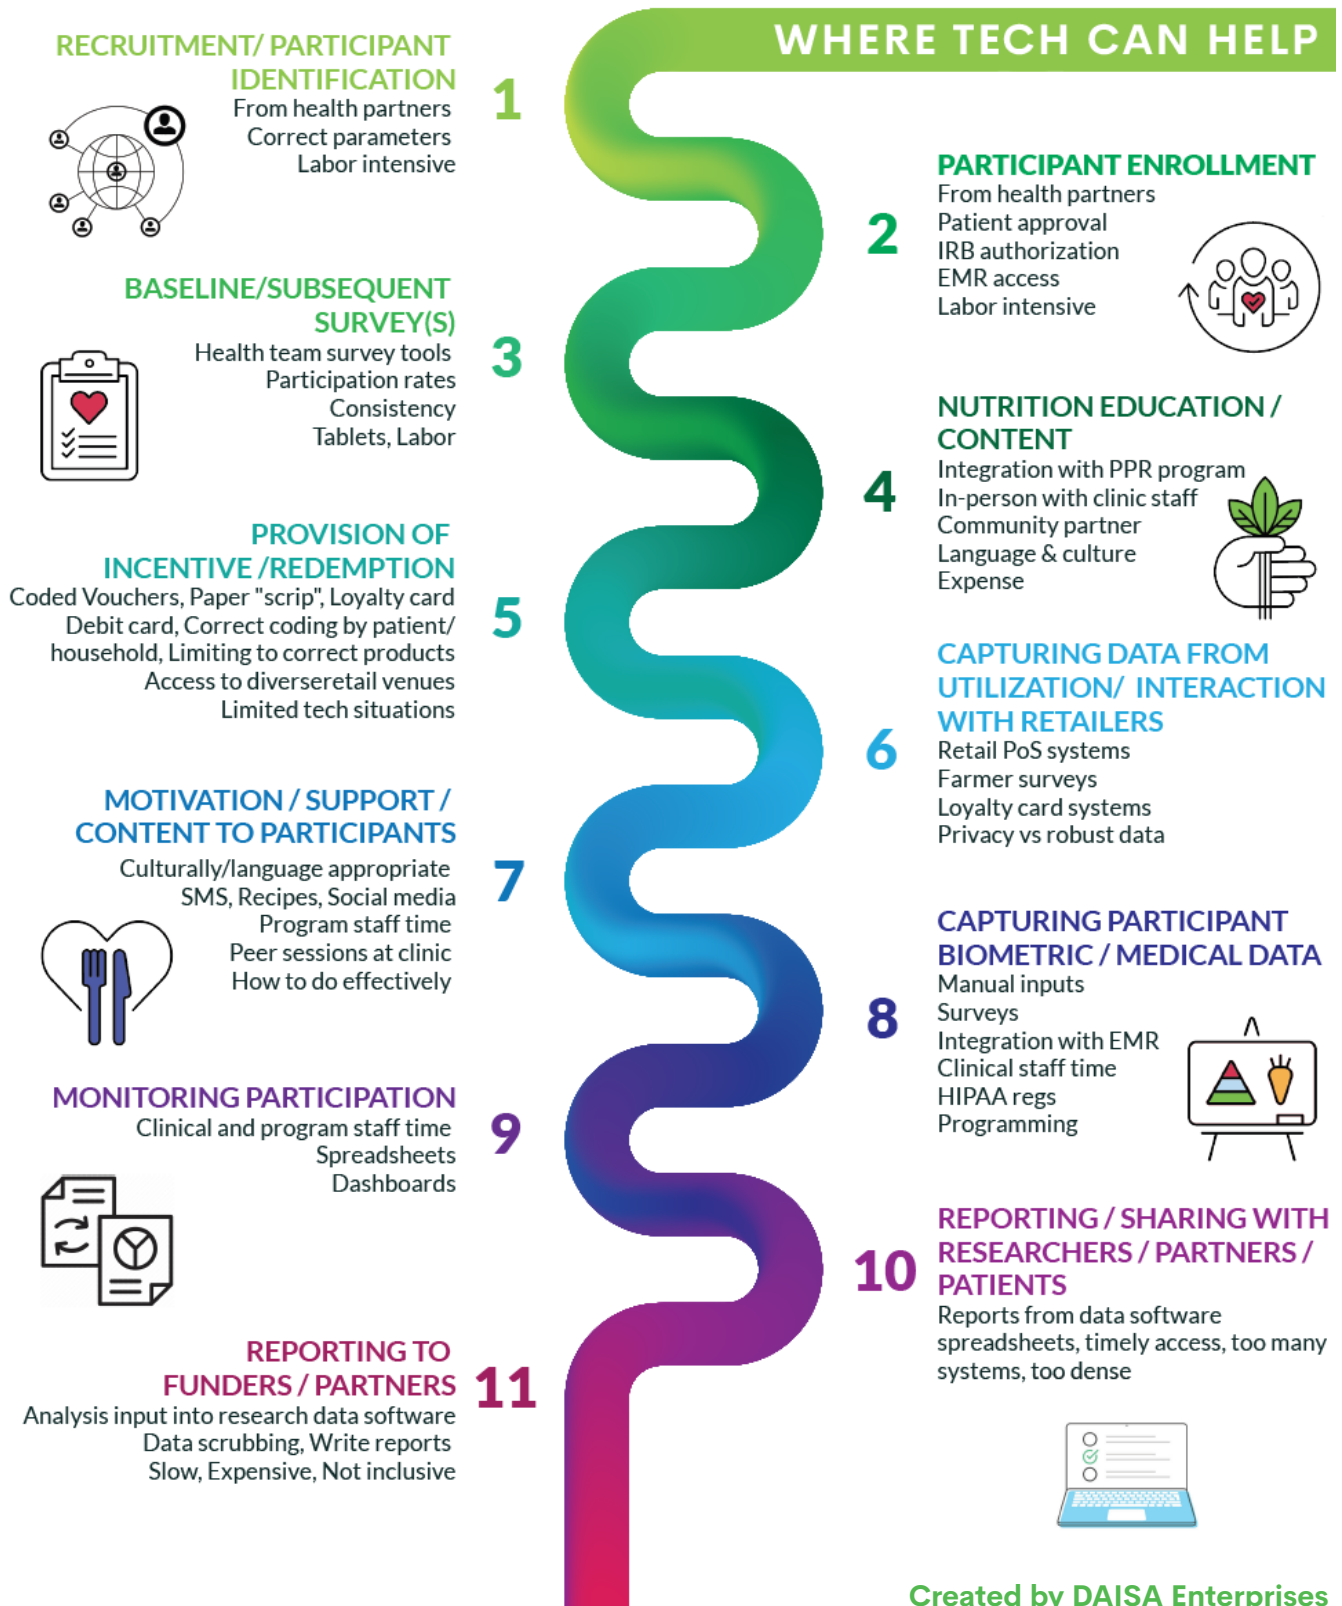 WHERE TECH CAN HELP
RECRUITMENT/ PARTICIPANT
IDENTIFICATION
From health partners
Correct parameters
Labor intensive
1
PARTICIPANT ENROLLMENT
From health partners
Patient approval
IRB authorization
EMR access
Labor intensive
2
BASELINE/SUBSEQUENT
SURVEY(S)
Health team survey tools
Participation rates
Consistency
Tablets, Labor
3
NUTRITION EDUCATION /
CONTENT
Integration with PPR program
In-person with clinic staff
Community partner
Language & culture
Expense
4
PROVISION OF
INCENTIVE /REDEMPTION
Coded Vouchers, Paper "scrip", Loyalty card
Debit card, Correct coding by patient/
household, Limiting to correct products
Access to diverseretail venues
Limited tech situations
5
CAPTURING DATA FROM
UTILIZATION/ INTERACTION
WITH RETAILERS
Retail PoS systems
Farmer surveys
Loyalty card systems
Privacy vs robust data
6
MOTIVATION / SUPPORT /
CONTENT TO PARTICIPANTS
Culturally/language appropriate
SMS, Recipes, Social media
Program staff time
Peer sessions at clinic
How to do effectively
7
CAPTURING PARTICIPANT
BIOMETRIC / MEDICAL DATA
Manual inputs
Surveys
Integration with EMR
Clinical staff time
HIPAA regs
Programming
8
MONITORING PARTICIPATION
Clinical and program staff time
Spreadsheets
Dashboards
9
REPORTING / SHARING WITH
RESEARCHERS / PARTNERS /
PATIENTS
Reports from data software
spreadsheets, timely access, too many
systems, too dense
10
REPORTING TO
FUNDERS / PARTNERS
Analysis input into research data software
Data scrubbing, Write reports
Slow, Expensive, Not inclusive
11
Created by DAISA Enterprises